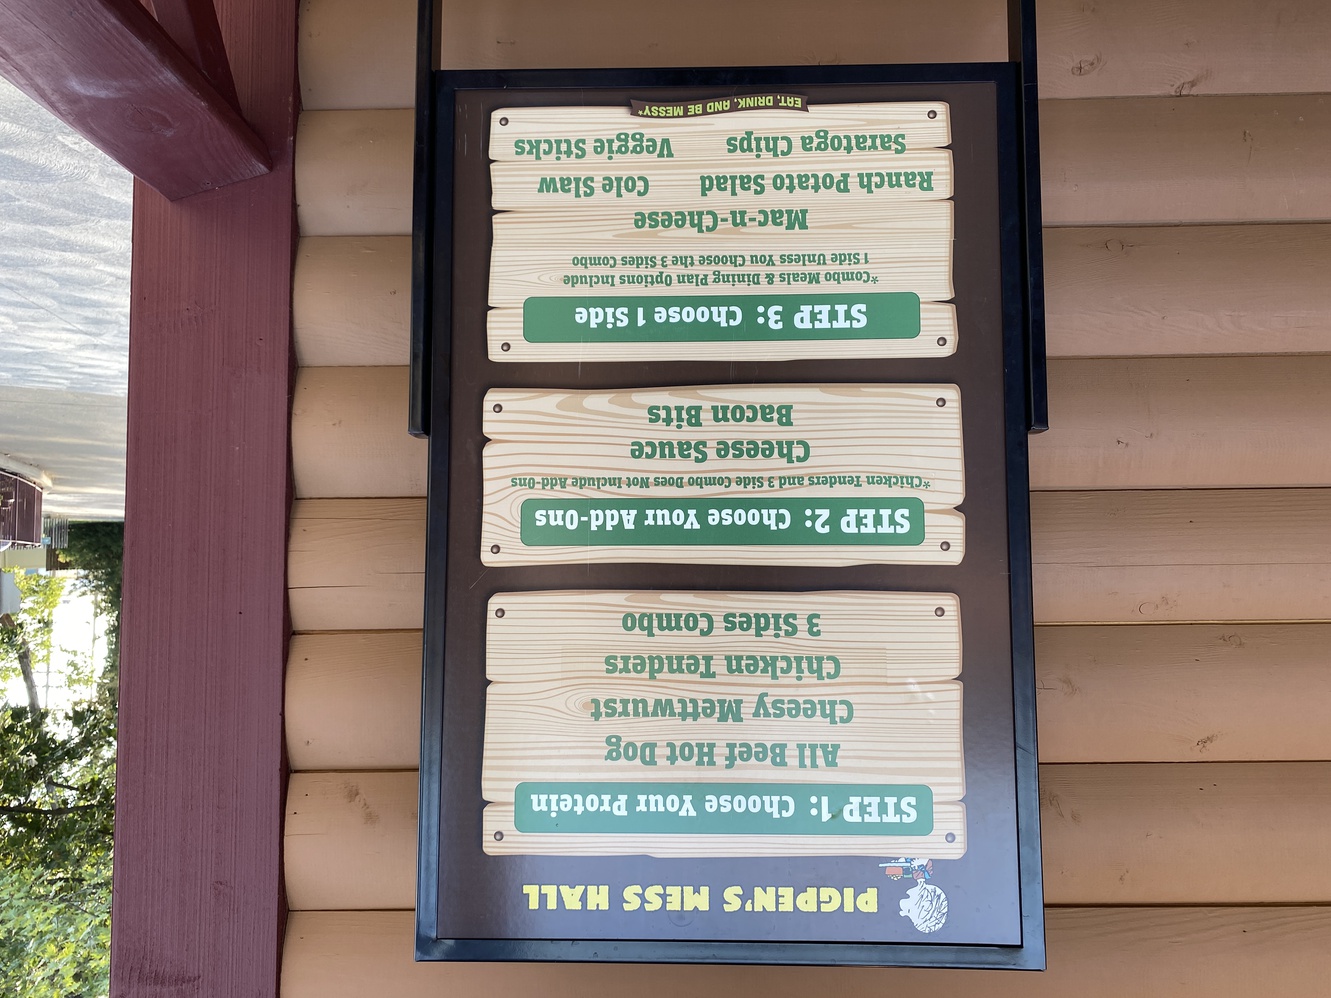 PIGPEN'S MESS HALL
STEP 1: Choose Your Protein
All Beef Hot Dog
Cheesy Mettwurst
Chicken Tenders
3 Sides Combo
STEP 2: Choose Your Add-Ons
*Chicken Tenders and 3 Side Combo Does Not Include Add-Ons
Cheese Sauce
Bacon Bits
STEP 3: Choose 1 Side
*Combo Meals & Dining Plan Options Include
1 Side Unless You Choose the 3 Sides Combo
Mac-n-Cheese
Ranch Potato Salad Cole Slaw
Saratoga Chips Veggie Sticks
EAT, DRINK, AND BE MESSY*